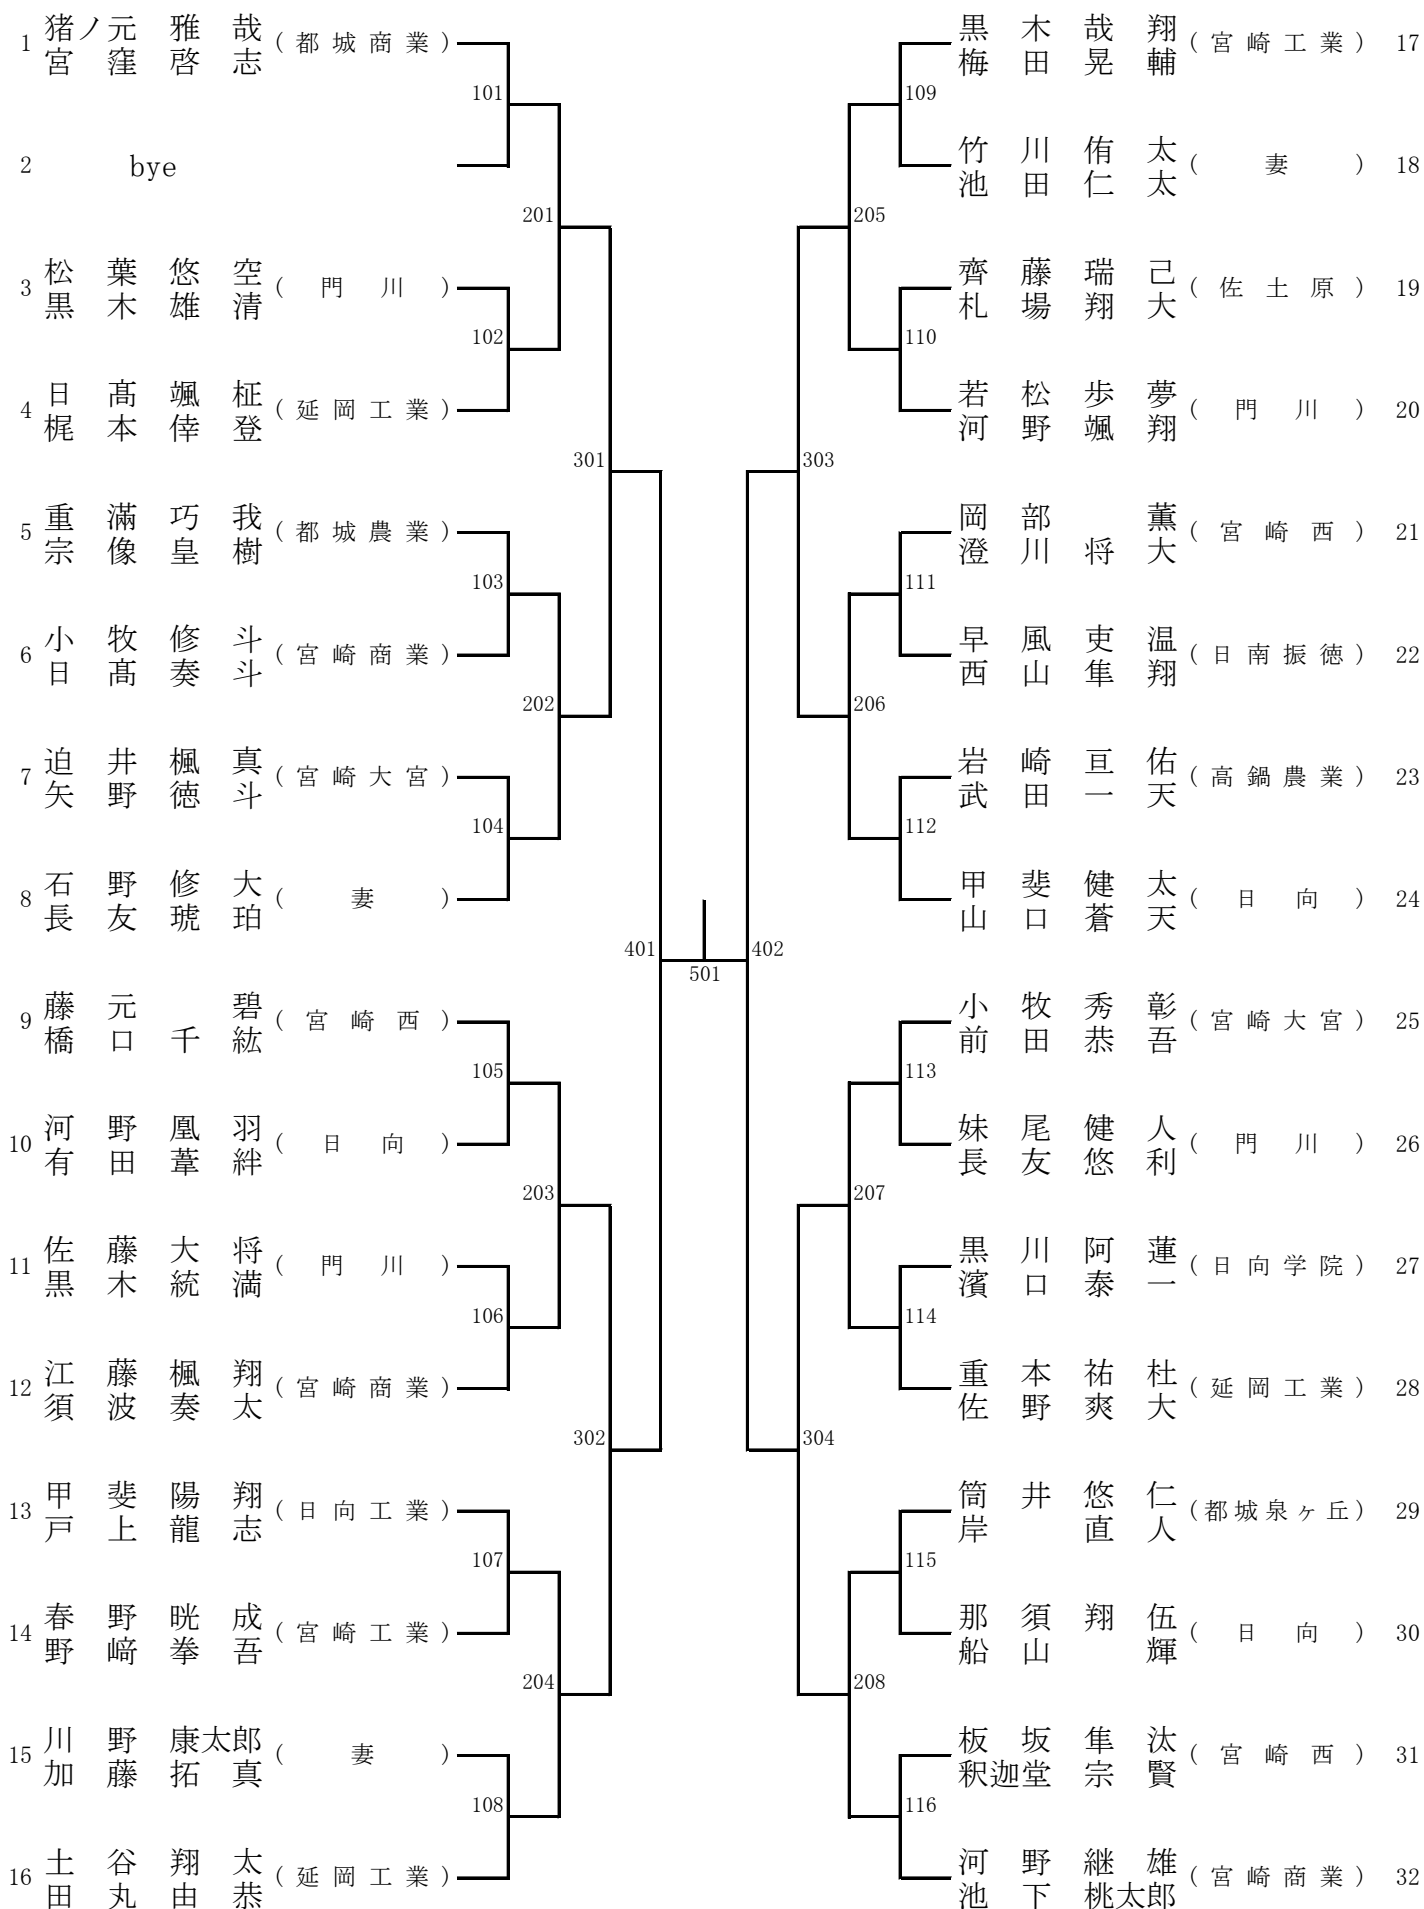 1 猪ノ元 雅哉 (都城商業)
宮窪啓志
101
2 bye
201
3 松葉悠空 (門川)
黒木雄清
102
4 日髙颯柾 (延岡工業)
梶本倖登
301
5 重滿巧我 (都城農業)
宗像皇樹
103
6 小牧修斗 (宮崎商業)
日髙奏斗
202
7 迫井楓真 (宮崎大宮)
矢野徳斗
104
8 石野修大 (妻)
長友琥珀
401
9 藤元 碧 (宮崎西)
橋口千紘
105
10 河野凰羽 (日向)
有田葦絆
203
11 佐藤大将 (門川)
黒木統満
106
12 江藤楓翔 (宮崎商業)
須波奏太
302
13 甲斐陽翔 (日向工業)
戸上龍志
107
14 春野晄成 (宮崎工業)
野﨑拳吾
204
15 川野康太郎 (妻)
加藤拓真
108
16 土谷翔太 (延岡工業)
田丸由恭
501
黒木哉翔 (宮崎工業) 17
梅田晃輔
109
竹川侑太 (妻) 18
池田仁太
205
齊藤瑞己 (佐土原) 19
札場翔大
110
若松歩夢 (門川) 20
河野颯翔
303
岡部 薫 (宮崎西) 21
澄川将大
111
早風吏温 (日南振徳) 22
西山隼翔
206
岩崎亘佑 (高鍋農業) 23
武田一天
112
甲斐健太 (日向) 24
山口蒼天
402
小牧秀彰 (宮崎大宮) 25
前田恭吾
113
妹尾健人 (門川) 26
長友悠利
207
黒川阿蓮 (日向学院) 27
濱口泰一
114
重本祐杜 (延岡工業) 28
佐野爽大
304
筒井悠仁 (都城泉ヶ丘) 29
岸 直人
115
那須翔伍 (日向) 30
船山 輝
208
板坂隼汰 (宮崎西) 31
釈迦堂宗賢
116
河野継雄 (宮崎商業) 32
池下桃太郎